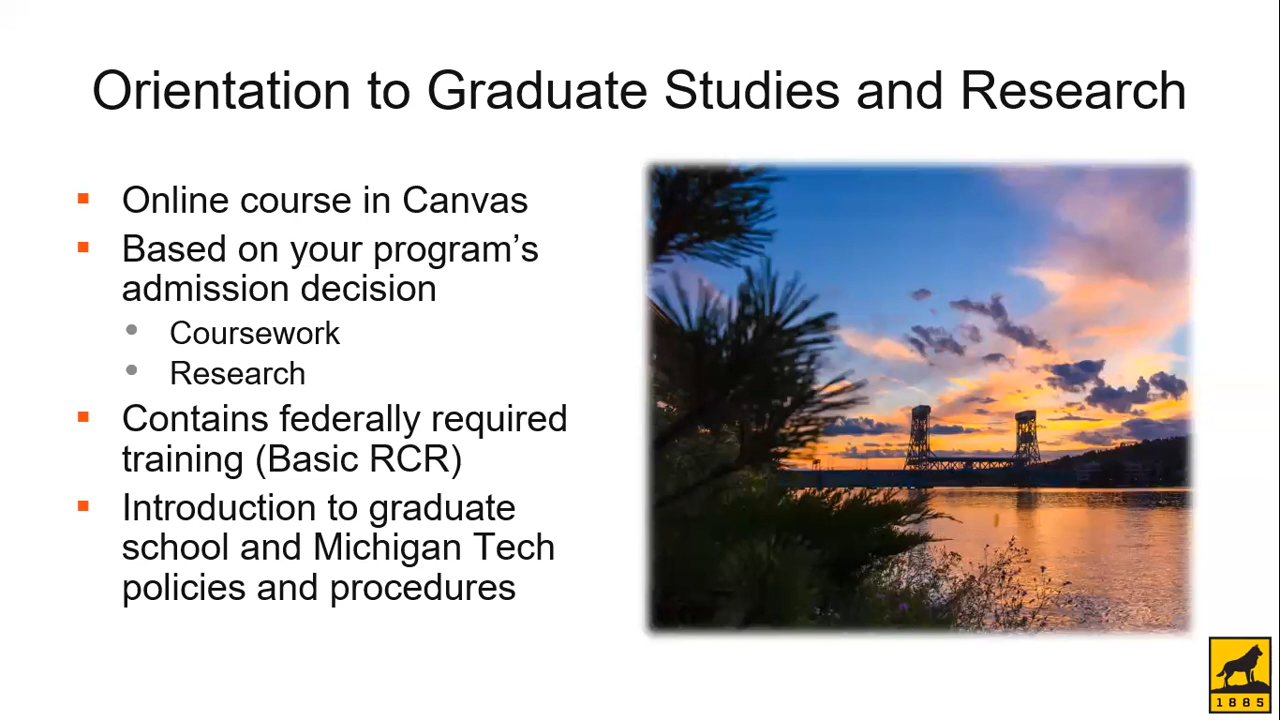 Orientation to Graduate Studies and Research
Online course in Canvas
Based on your program’s
admission decision
Coursework
Research
Contains federally required
training (Basic RCR)
Introduction to graduate
school and Michigan Tech
policies and procedures
1885